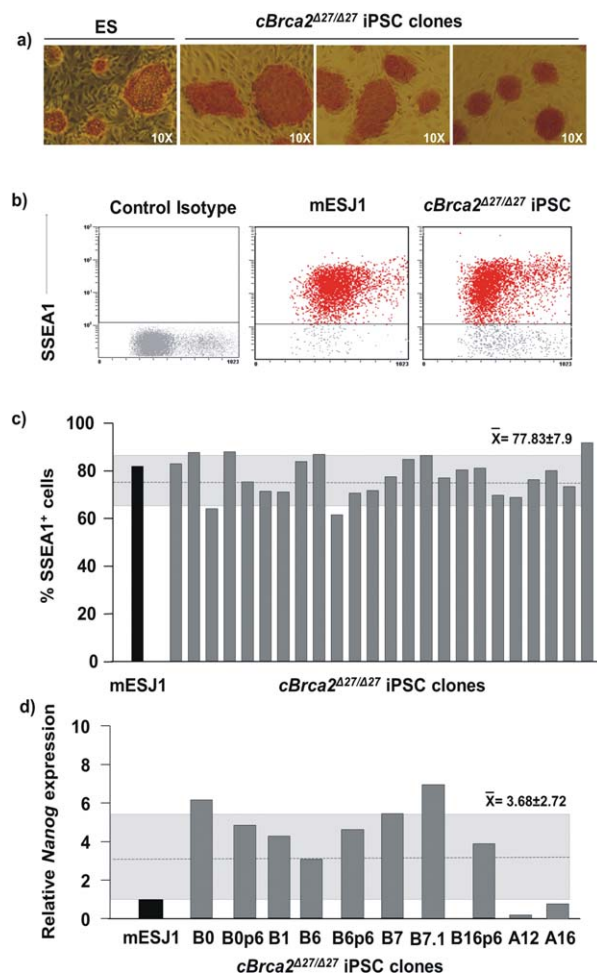 ES
cBrca2Δ27/Δ27 iPSC clones
a)
10X 10X 10X 10X
b)
Control Isotype mESJ1 cBrca2Δ27/Δ27 iPSC
SSEA1
0 1023 0 1023 0 1023
c)
X̄= 77.83±7.9
% SSEA1+ cells
100
80
60
40
20
0
mESJ1 cBrca2Δ27/Δ27 iPSC clones
d)
X̄= 3.68±2.72
Relative Nanog expression
10
8
6
4
2
0
mESJ1 B0 B0p6 B1 B6 B6p6 B7 B7.1 B16p6 A12 A16
cBrca2Δ27/Δ27 iPSC clones